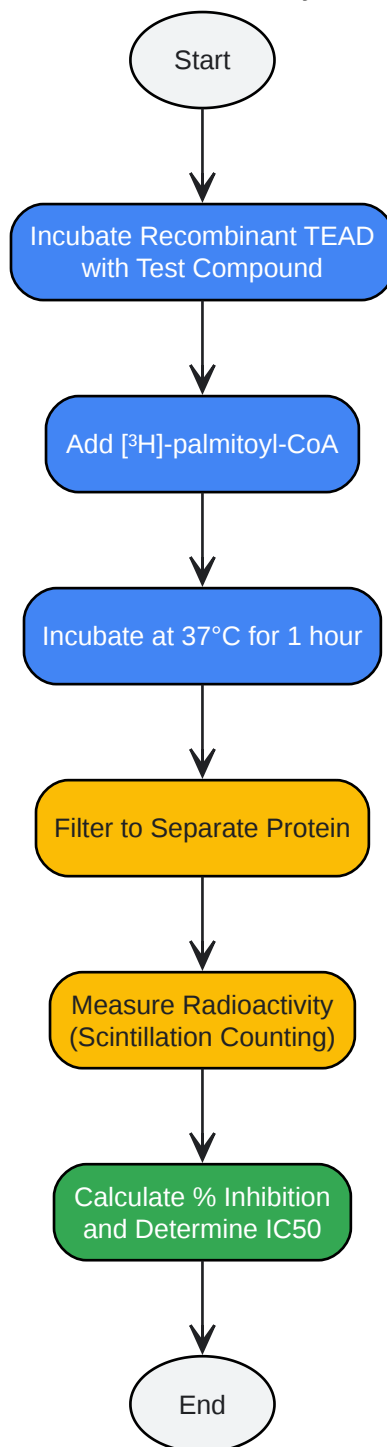 Start
Incubate Recombinant TEAD
with Test Compound
Add [³H]-palmitoyl-CoA
Incubate at 37°C for 1 hour
Filter to Separate Protein
Measure Radioactivity
(Scintillation Counting)
Calculate % Inhibition
and Determine IC50
End